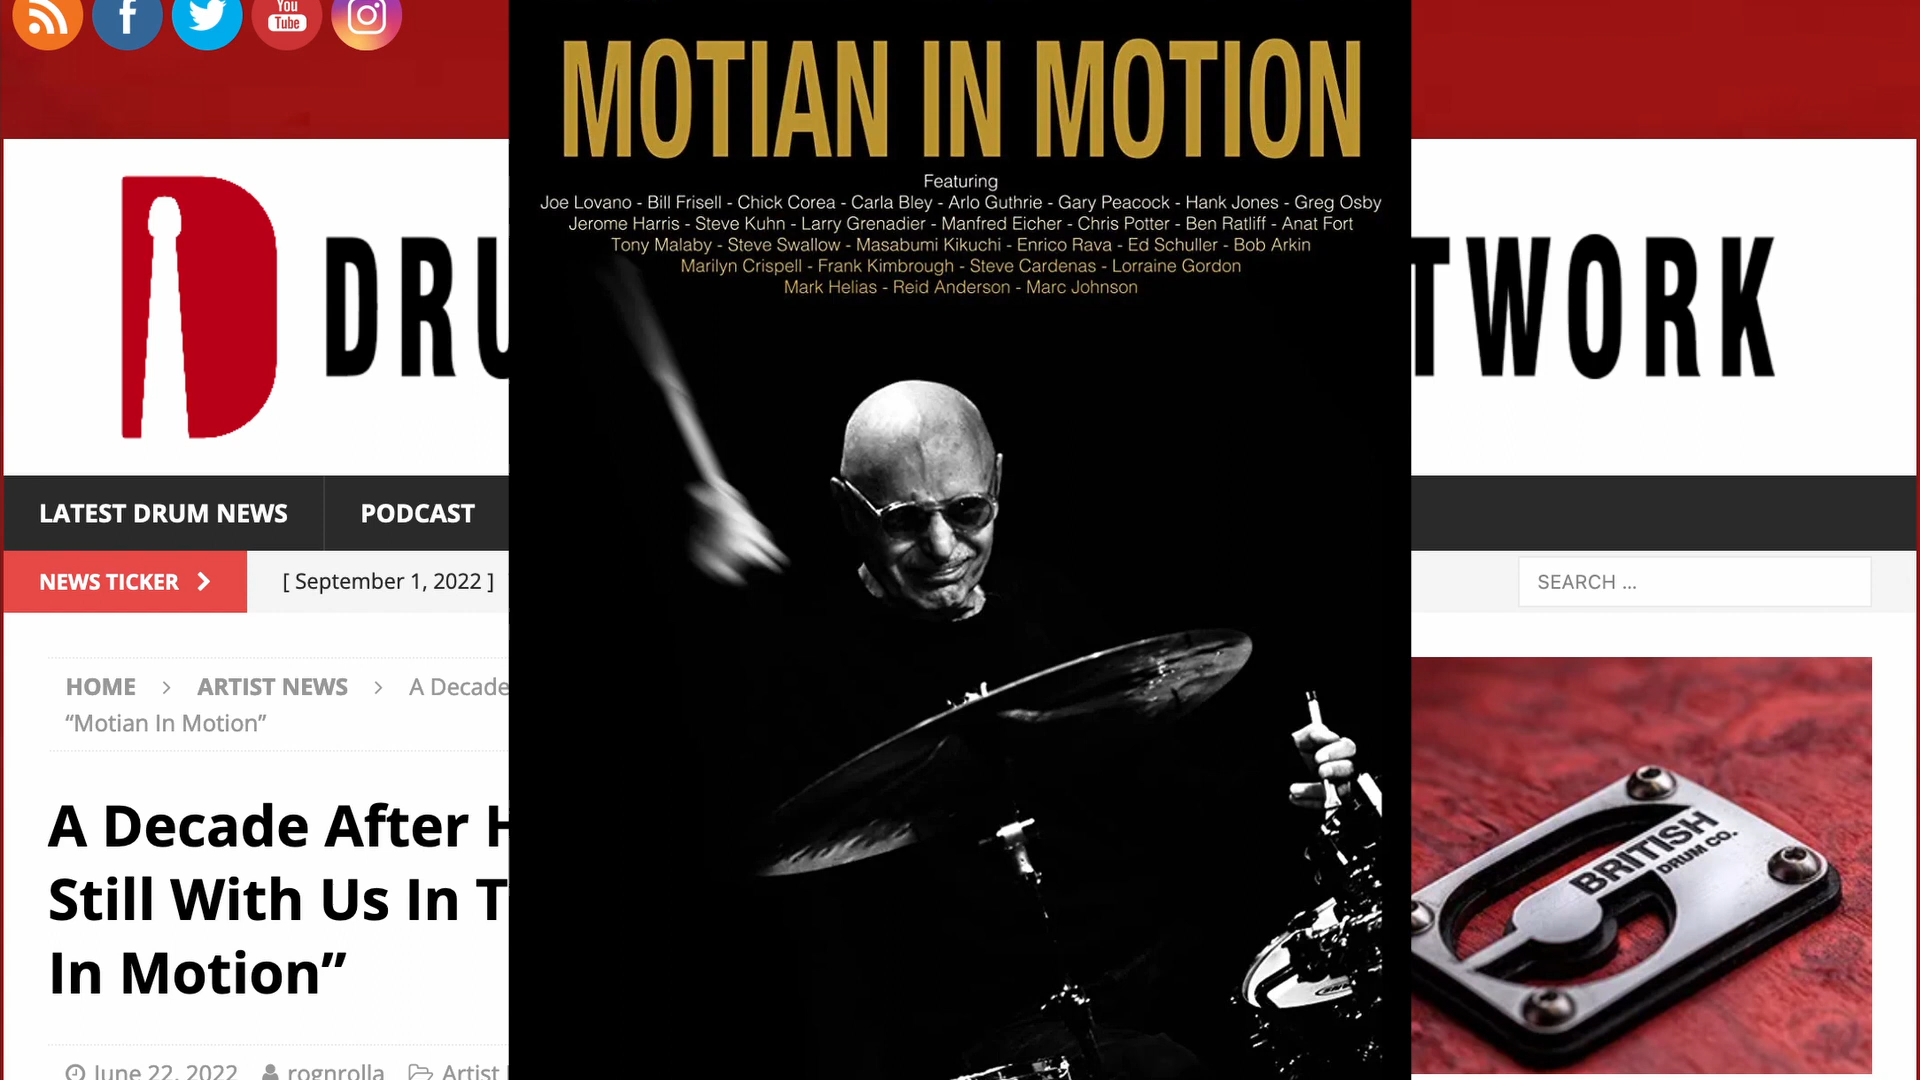 You
Tube
MOTIAN IN MOTION
Featuring
Joe Lovano - Bill Frisell - Chick Corea - Carla Bley - Arlo Guthrie - Gary Peacock - Hank Jones - Greg Osby
Jerome Harris - Steve Kuhn - Larry Grenadier - Manfred Eicher - Chris Potter - Ben Ratliff - Anat Fort
Tony Malaby - Steve Swallow - Masabumi Kikuchi - Enrico Rava - Ed Schuller - Bob Arkin
Marilyn Crispell - Frank Kimbrough - Steve Cardenas - Lorraine Gordon
Mark Helias - Reid Anderson - Marc Johnson
DRU
TWORK
LATEST DRUM NEWS
PODCAST
NEWS TICKER
[ September 1, 2022 ]
SEARCH ...
HOME > ARTIST NEWS > A Decade
“Motian In Motion”
A Decade After H
Still With Us In T
In Motion”
June 22, 2022 rognrolla Artist
BRITISH
DRUM CO.